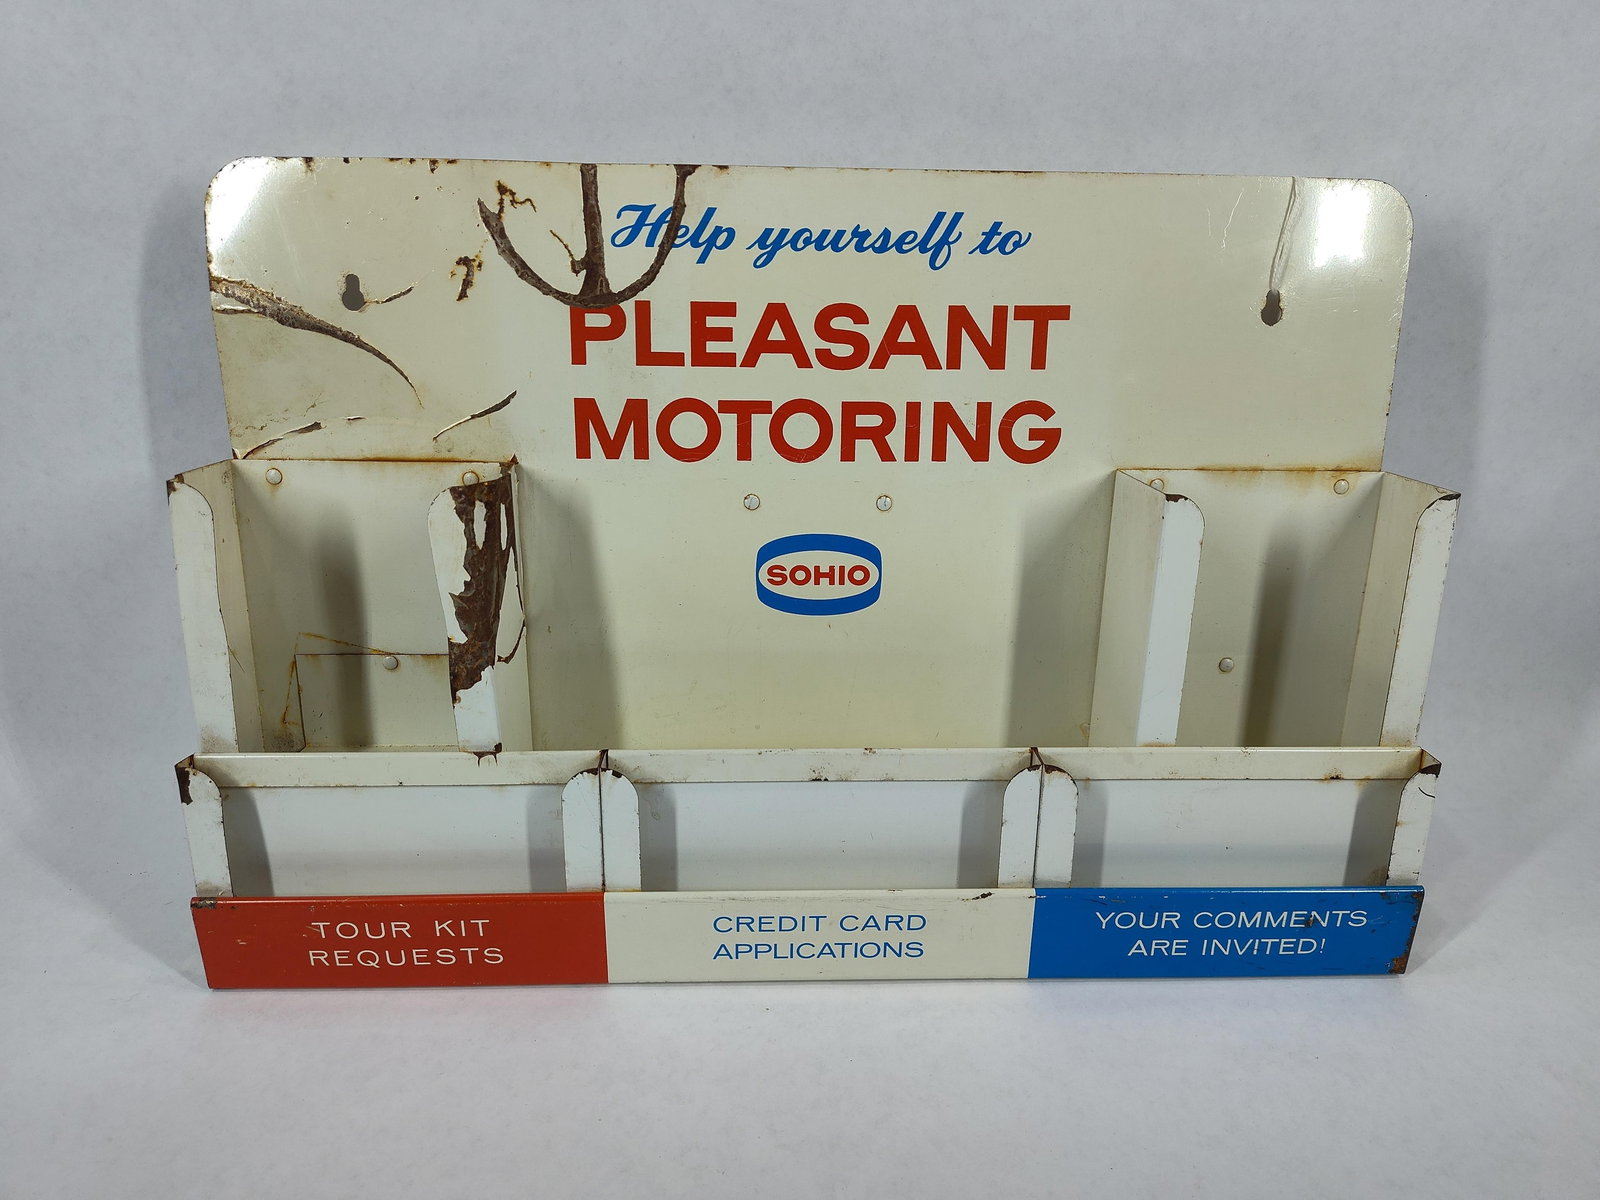 Help yourself to
PLEASANT
MOTORING
SOHIO
TOUR KIT
REQUESTS
CREDIT CARD
APPLICATIONS
YOUR COMMENTS
ARE INVITED!